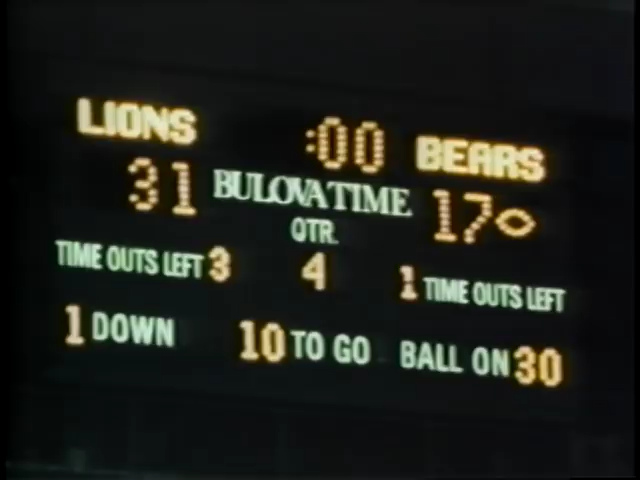 LIONS :00 BEARS
31 BULOVA TIME 17
QTR.
TIME OUTS LEFT 3 4 1 TIME OUTS LEFT
1 DOWN 10 TO GO BALL ON 30